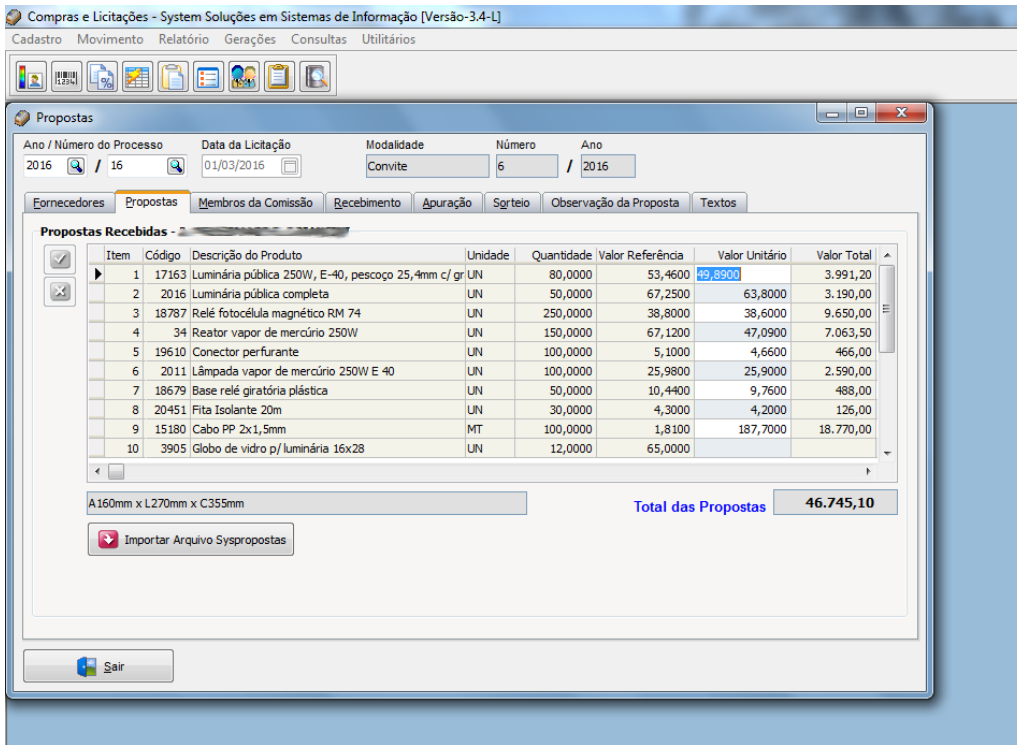 Compras e Licitações - System Soluções em Sistemas de Informação [Versão-3.4-L]
Cadastro Movimento Relatório Gerações Consultas Utilitários
Propostas
Ano / Número do Processo Data da Licitação Modalidade Número Ano
2016 / 16 01/03/2016 Convite 6 / 2016
Fornecedores Propostas Membros da Comissão Recebimento Apuração Sorteio Observação da Proposta Textos
Propostas Recebidas -
Item Código Descrição do Produto Unidade Quantidade Valor Referência Valor Unitário Valor Total
1 17163 Luminária pública 250W, E-40, pescoço 25,4mm c/ gr UN 80,0000 53,4600 49,8900 3.991,20
2 2016 Luminária pública completa UN 50,0000 67,2500 63,8000 3.190,00
3 18787 Relé fotocélula magnético RM 74 UN 250,0000 38,8000 38,6000 9.650,00
4 34 Reator vapor de mercúrio 250W UN 150,0000 67,1200 47,0900 7.063,50
5 19610 Conector perfurante UN 100,0000 5,1000 4,6600 466,00
6 2011 Lâmpada vapor de mercúrio 250W E 40 UN 100,0000 25,9800 25,9000 2.590,00
7 18679 Base relé giratória plástica UN 50,0000 10,4400 9,7600 488,00
8 20451 Fita Isolante 20m UN 30,0000 4,3000 4,2000 126,00
9 15180 Cabo PP 2x1,5mm MT 100,0000 1,8100 187,7000 18.770,00
10 3905 Globo de vidro p/ luminária 16x28 UN 12,0000 65,0000
A160mm x L270mm x C355mm Total das Propostas 46.745,10
Importar Arquivo Syspropostas
Sair